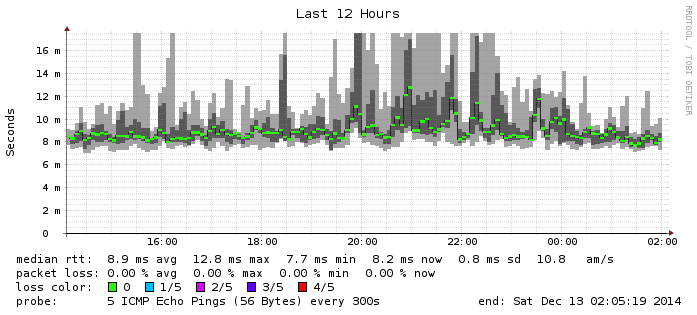 Last 12 Hours
RRDTOOL / TOBI OETIKER
Seconds
16 m
14 m
12 m
10 m
8 m
6 m
4 m
2 m
0
16:00 18:00 20:00 22:00 00:00 02:00
median rtt: 8.9 ms avg 12.8 ms max 7.7 ms min 8.2 ms now 0.8 ms sd 10.8 am/s
packet loss: 0.00 % avg 0.00 % max 0.00 % min 0.00 % now
loss color: 0 1/5 2/5 3/5 4/5
probe: 5 ICMP Echo Pings (56 Bytes) every 300s end: Sat Dec 13 02:05:19 2014